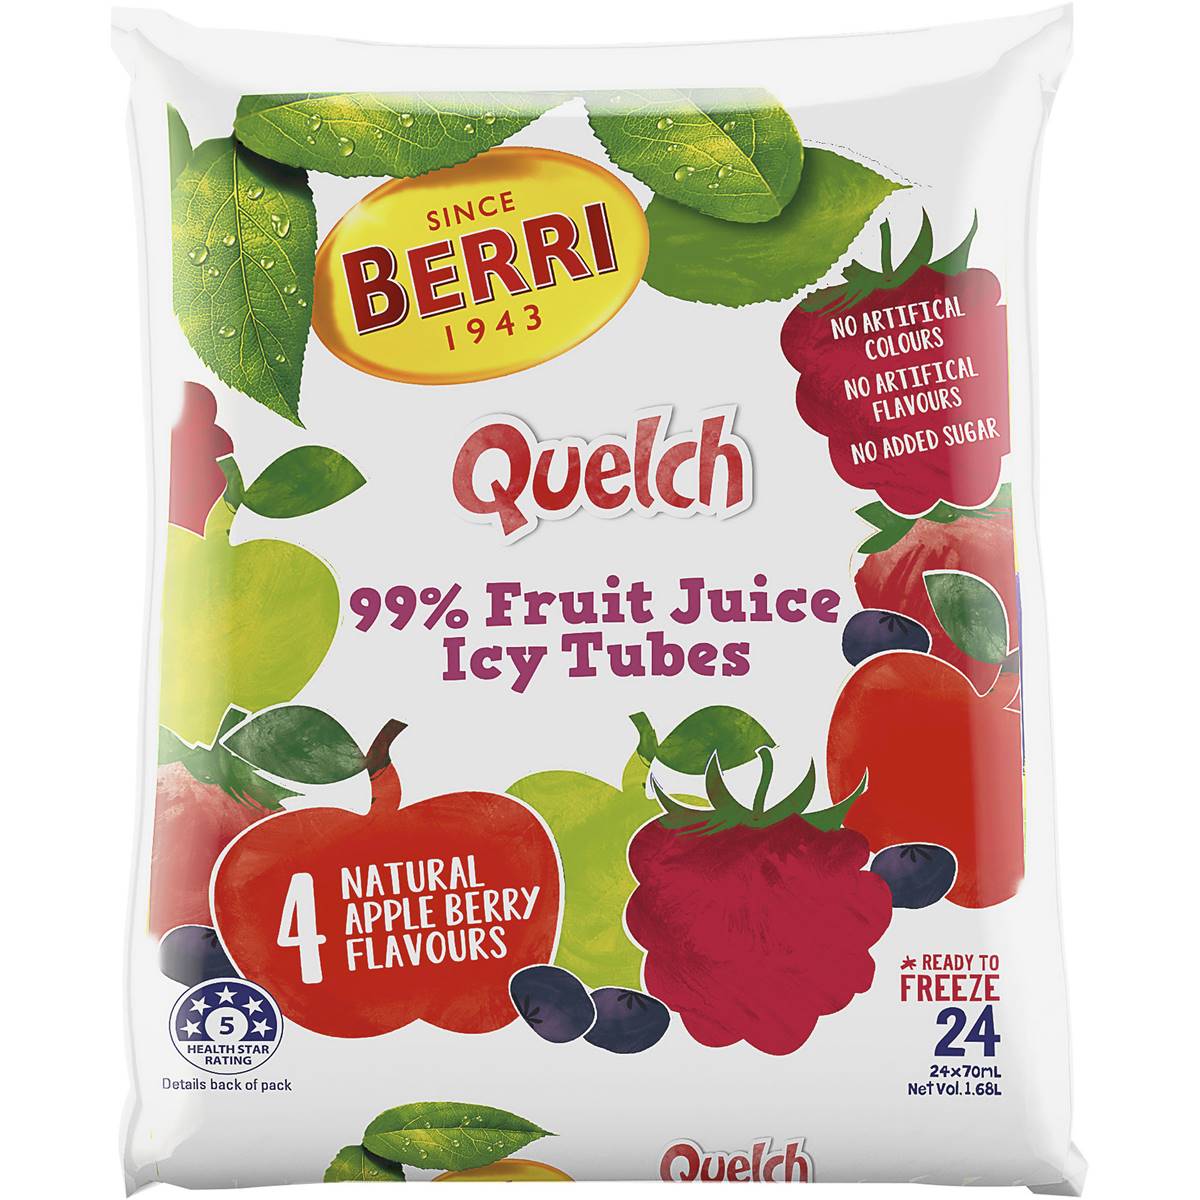 SINCE
BERRI
1943
NO ARTIFICAL
COLOURS
NO ARTIFICAL
FLAVOURS
NO ADDED SUGAR
Quelch
99% Fruit Juice
Icy Tubes
4 NATURAL
APPLE BERRY
FLAVOURS
5
HEALTH STAR
RATING
Details back of pack
* READY TO
FREEZE
24
24x70mL
Net Vol. 1.68L
Quelch